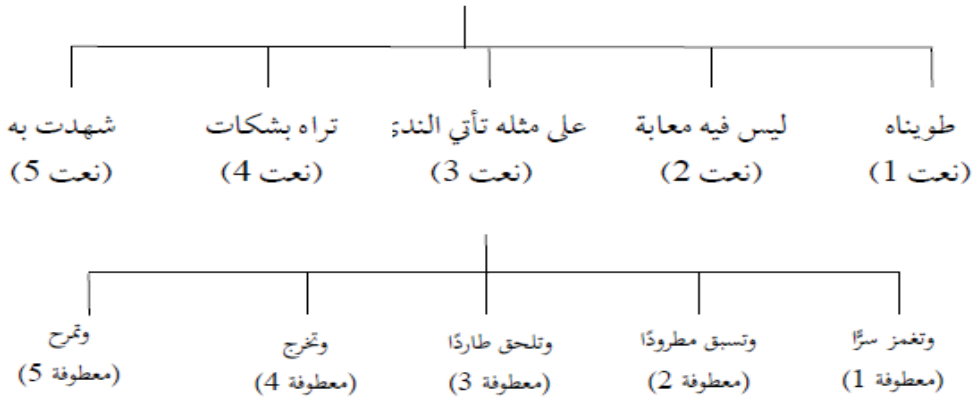 طويناه
ليس فيه معابة
على مثله تأتي الندي
تراه بشكات
شهدت به
(نعت 1)
(نعت 2)
(نعت 3)
(نعت 4)
(نعت 5)
وتغمز سرًّا
وتسبق مطرودًا
وتلحق طاردًا
وتخرج
وتمرح
(معطوفة 1)
(معطوفة 2)
(معطوفة 3)
(معطوفة 4)
(معطوفة 5)